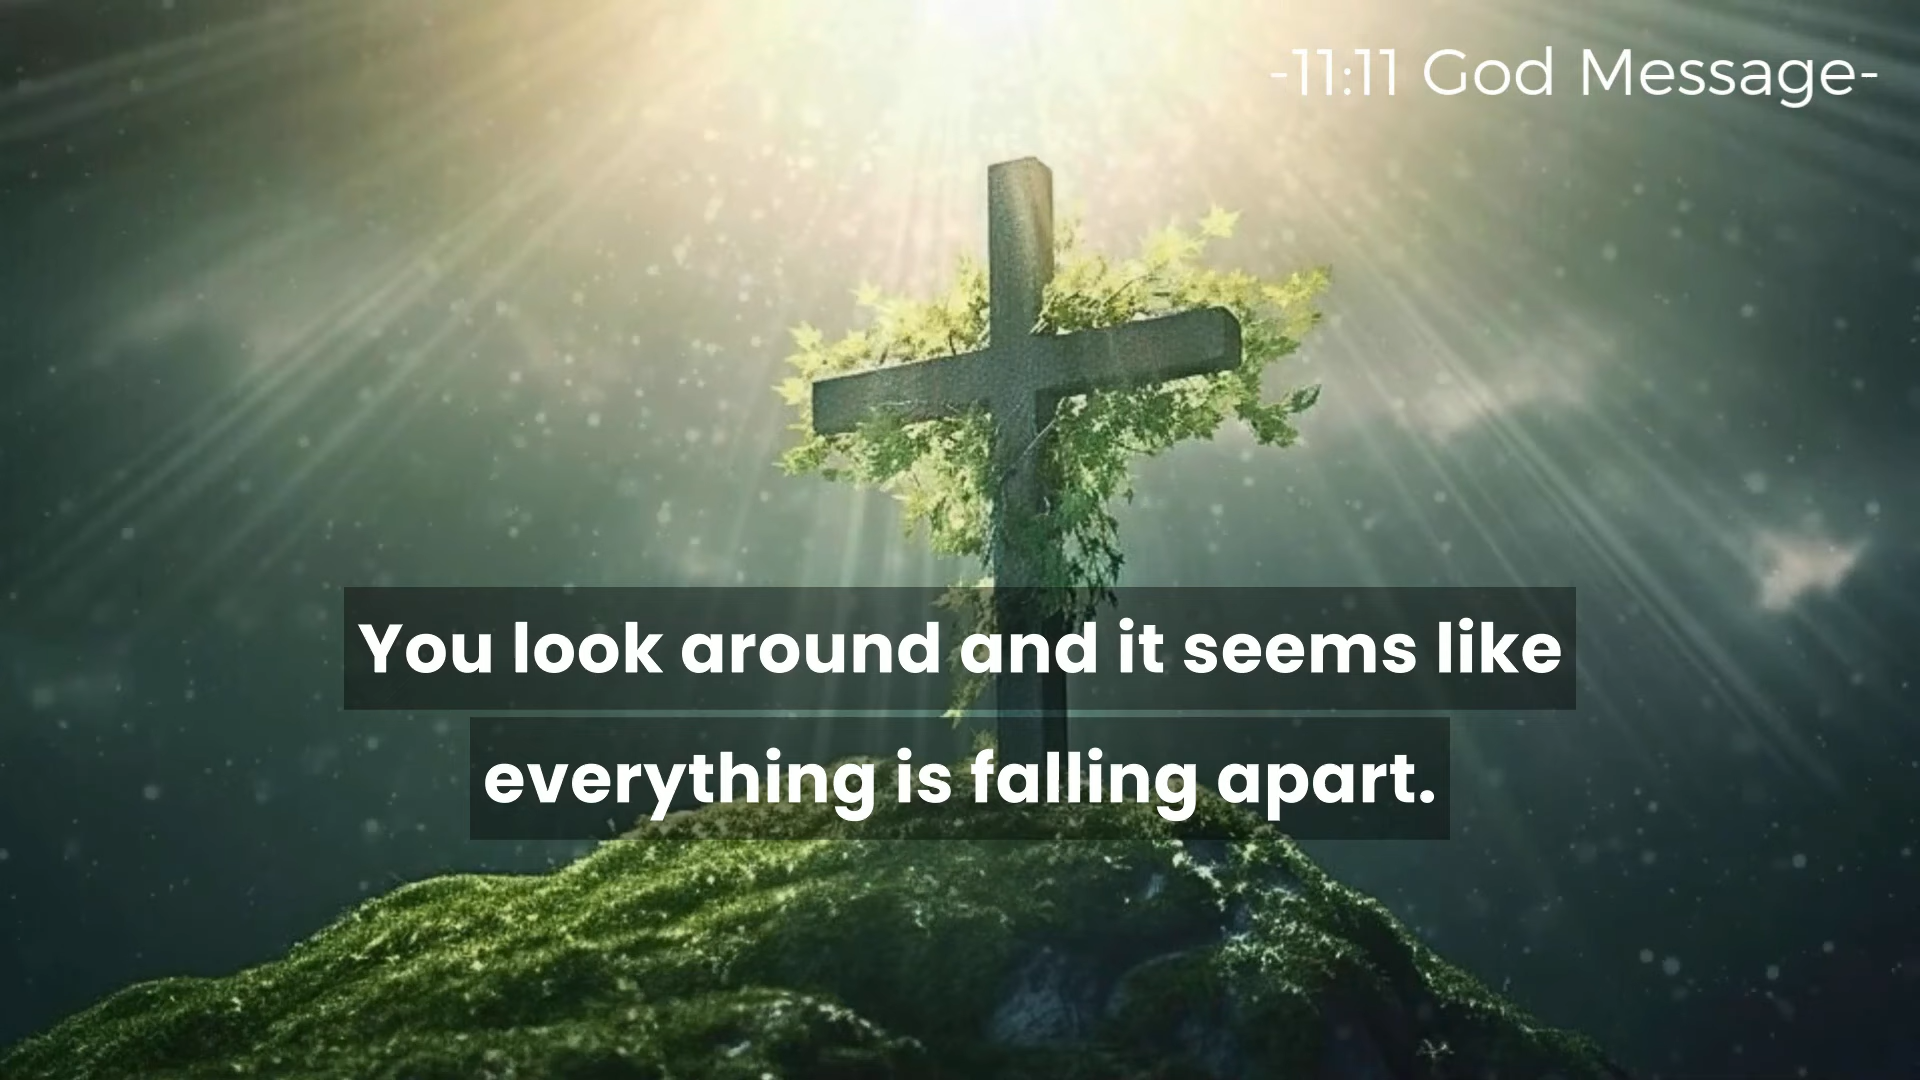 -11:11 God Message-
You look around and it seems like
everything is falling apart.